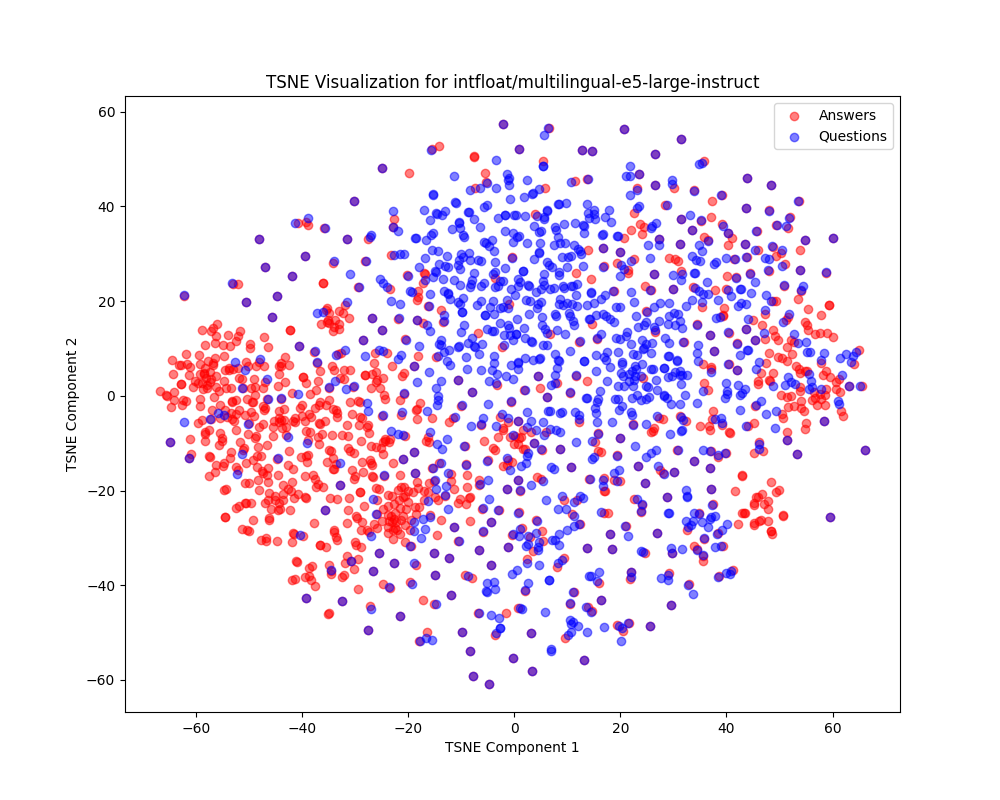 TSNE Visualization for intfloat/multilingual-e5-large-instruct
Answers
Questions
60
40
20
0
−20
−40
−60
TSNE Component 2
−60
−40
−20
0
20
40
60
TSNE Component 1